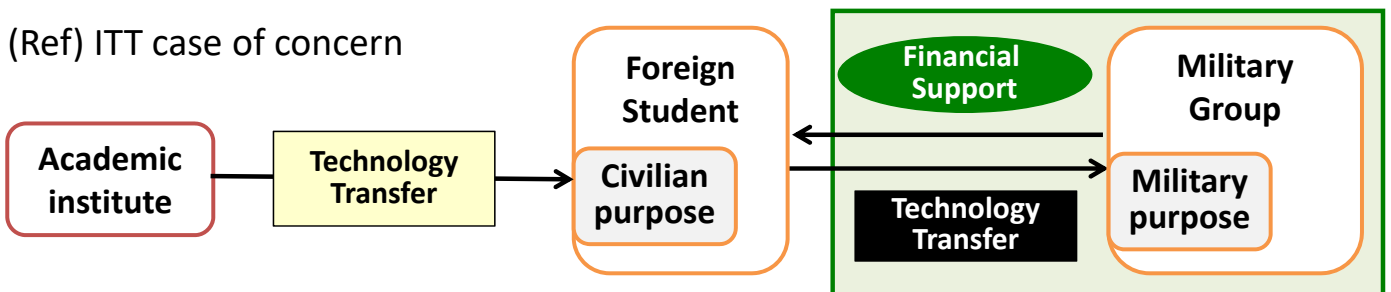 (Ref) ITT case of concern
Academic
institute
Technology
Transfer
Foreign
Student
Civilian
purpose
Financial
Support
Technology
Transfer
Military
Group
Military
purpose